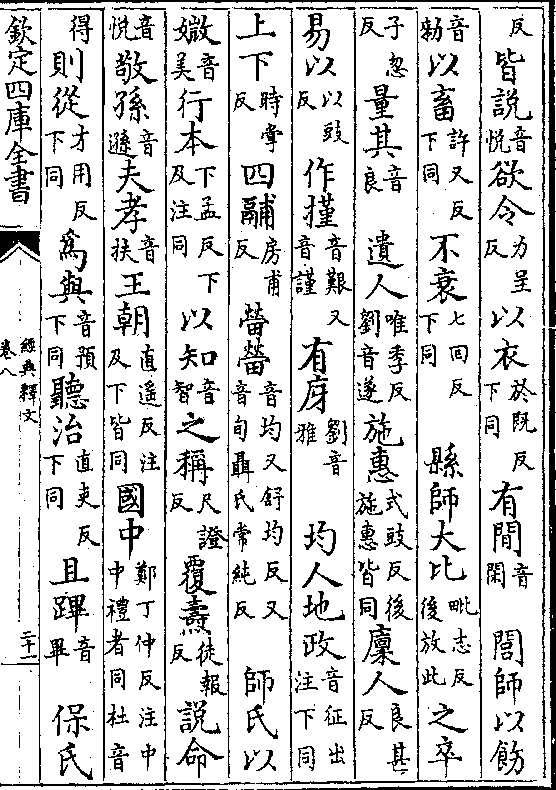 反皆說音悅欲令力呈反以衣於既反下同有閒音閑閭師以飭
音勑以畜許又反下同不衰七回反下同縣師大比毗志反後放此之卒
子忽反量其音良遺人唯季反劉音遂施惠式豉反後施惠皆同廩人良甚反
易以以豉反作㨷音艱又音謹有庌劉音雅均人地政音征出注下同
上下時掌反四鬴房甫反㽦㽦音均又舒均反又音旬聶氏常純反師氏以
媺音美行本下孟反下及注同以知音智之稱尺證反覆燾徒報反說命
音悅敬孫音遜夫孝音扶王朝直遥反注及下皆同國中鄭丁仲反注中中禮者同杜音
得則從才用反下同為與音預下同聽治直吏反下同且蹕音畢保氏
欽定四庫全書
經典釋文
卷八
二十一